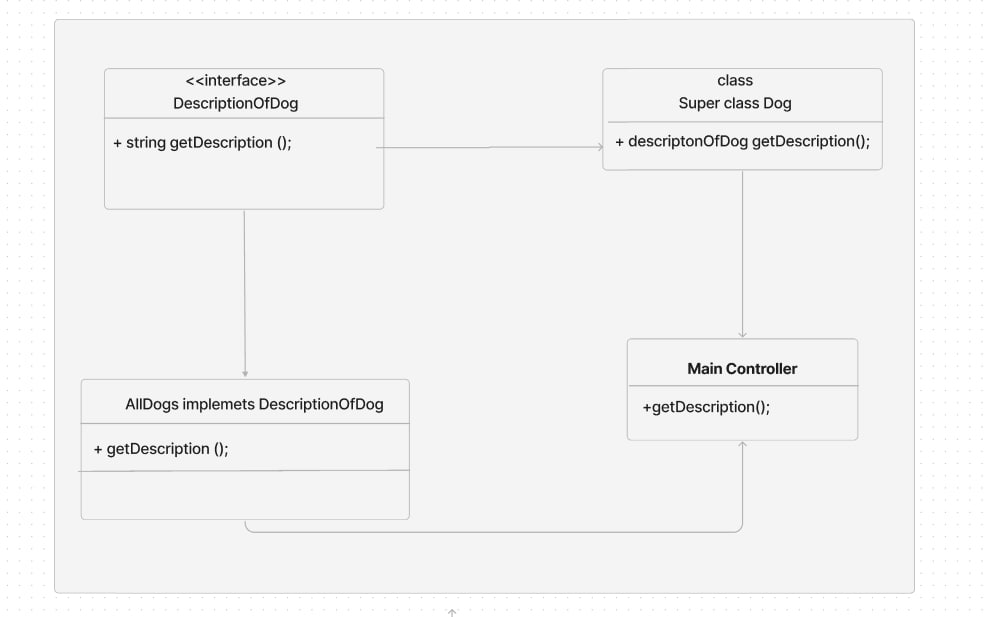 <<interface>>
DescriptionOfDog
+ string getDescription ();
class
Super class Dog
+ descriptonOfDog getDescription();
AllDogs implemets DescriptionOfDog
+ getDescription ();
Main Controller
+getDescription();